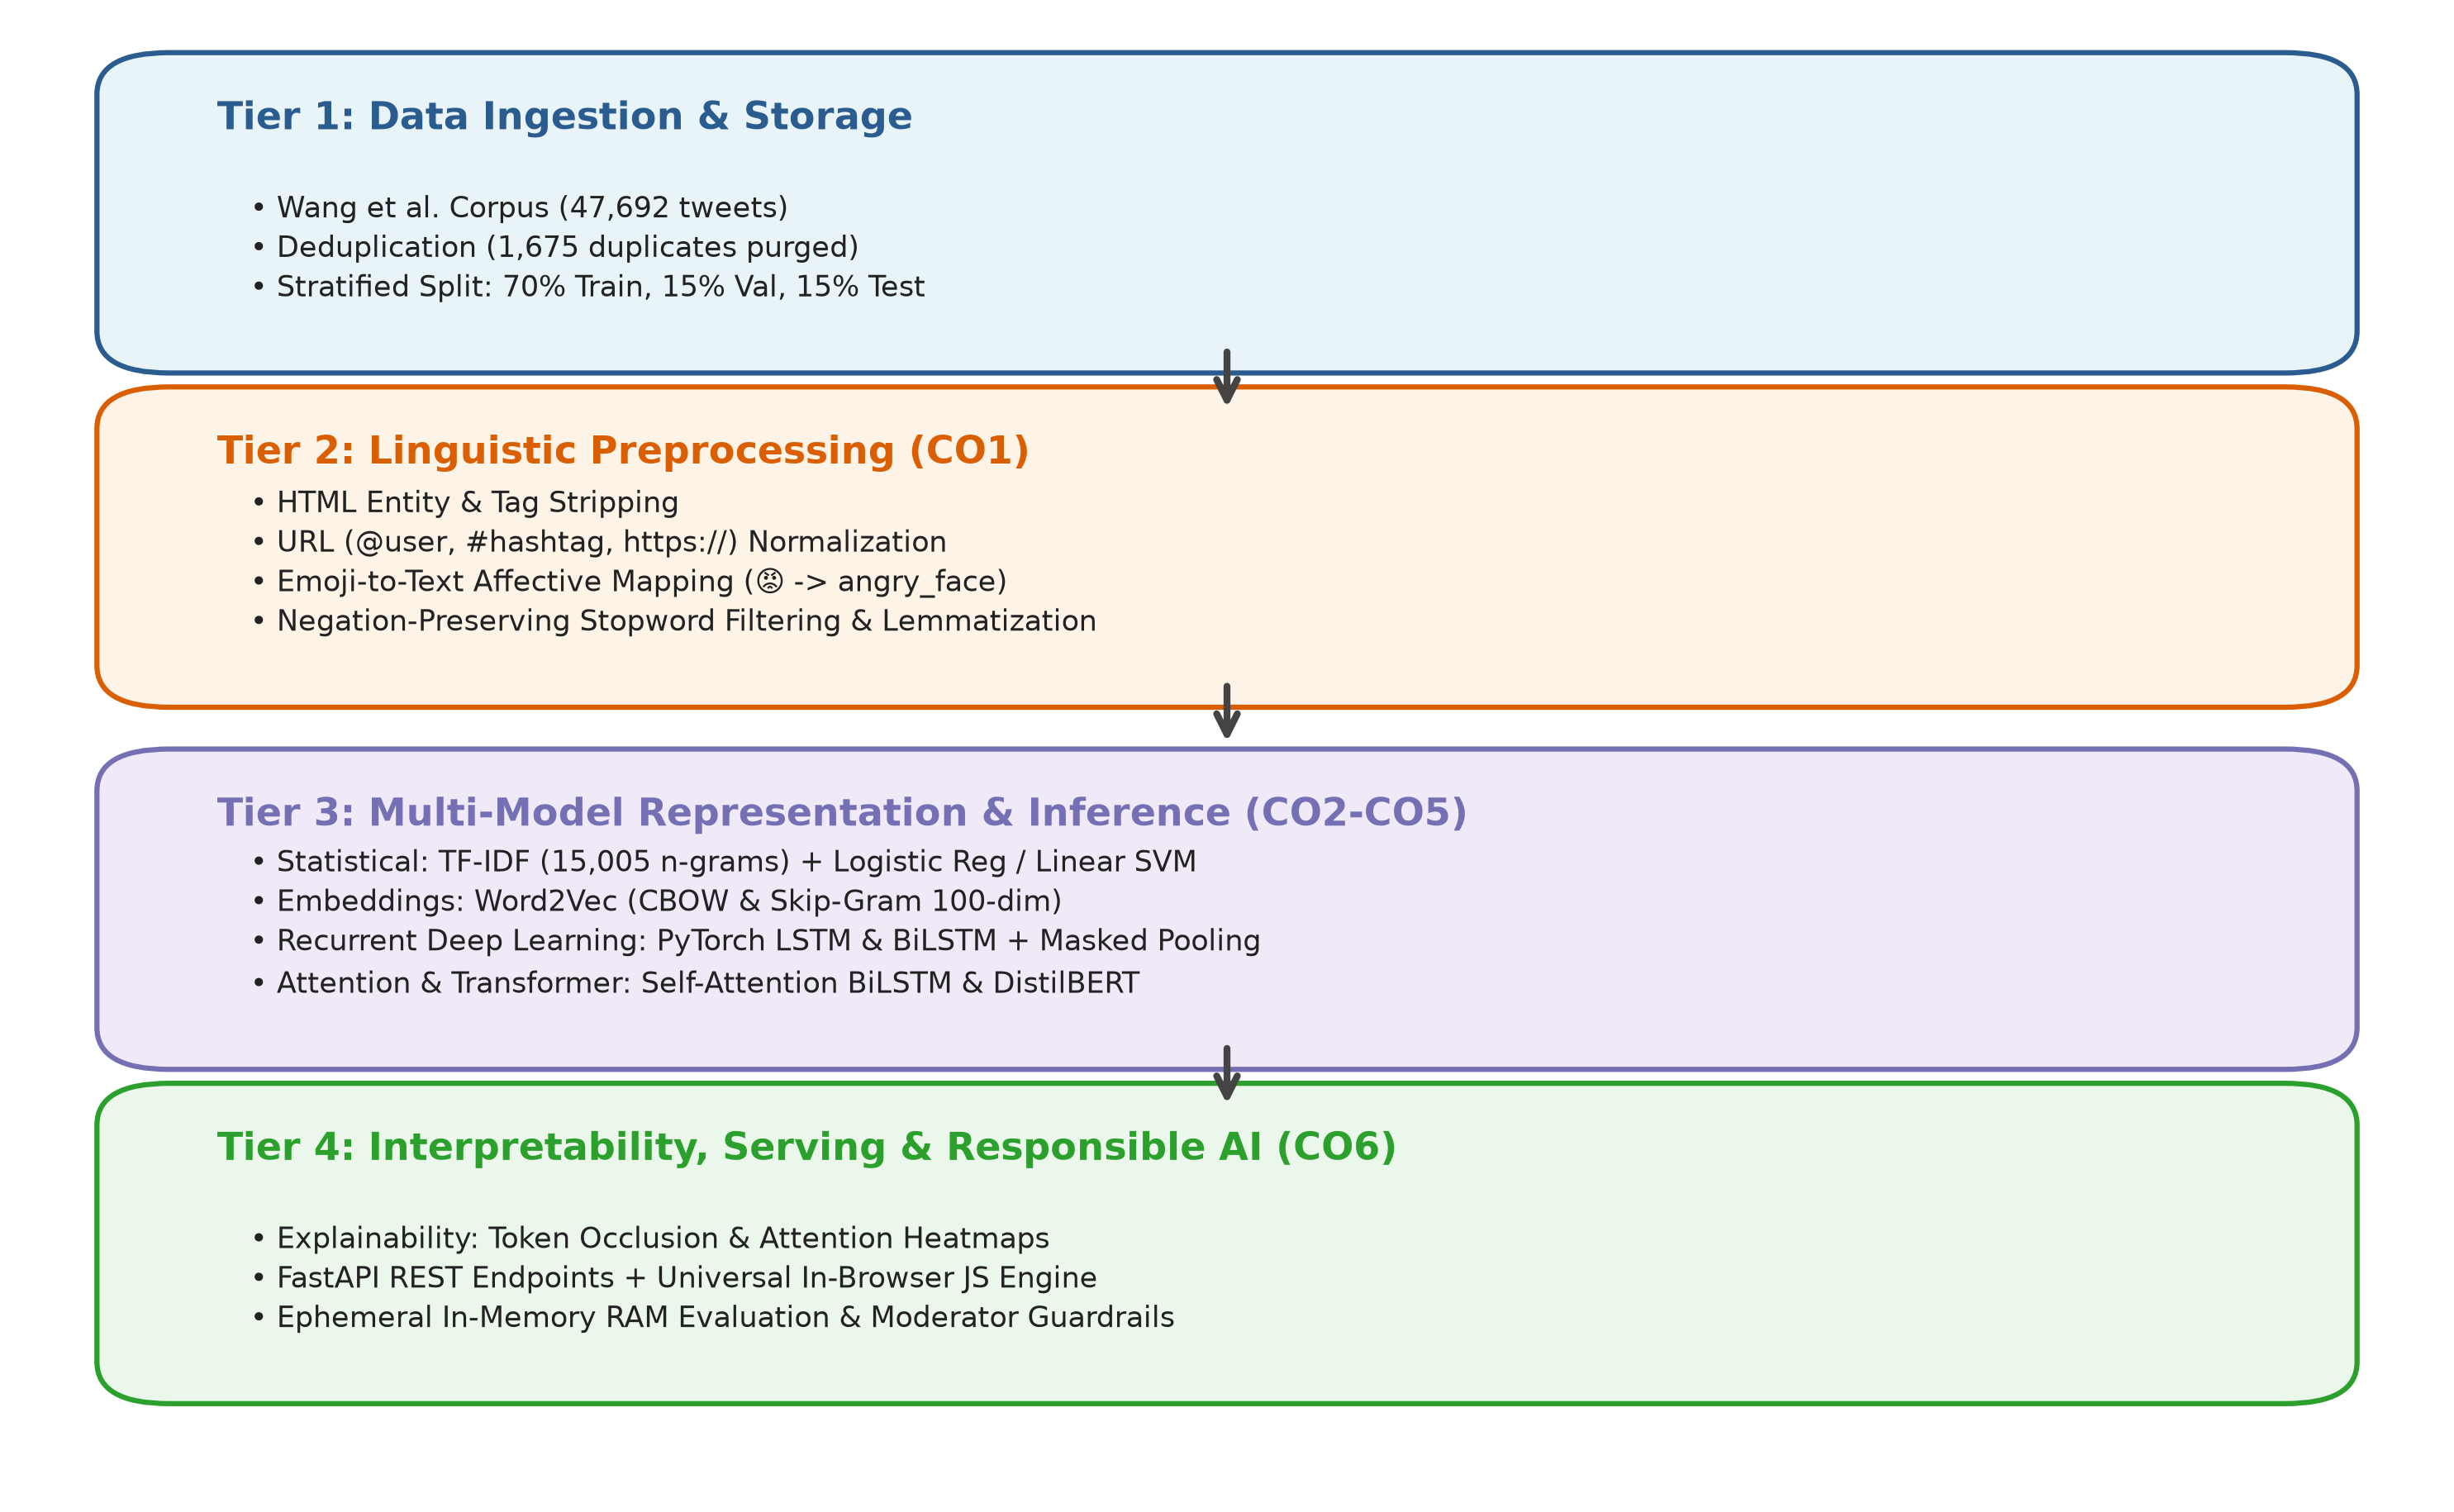 Tier 1: Data Ingestion & Storage
• Wang et al. Corpus (47,692 tweets)
• Deduplication (1,675 duplicates purged)
• Stratified Split: 70% Train, 15% Val, 15% Test
Tier 2: Linguistic Preprocessing (CO1)
• HTML Entity & Tag Stripping
• URL (@user, #hashtag, https://) Normalization
• Emoji-to-Text Affective Mapping (😡 -> angry_face)
• Negation-Preserving Stopword Filtering & Lemmatization
Tier 3: Multi-Model Representation & Inference (CO2-CO5)
• Statistical: TF-IDF (15,005 n-grams) + Logistic Reg / Linear SVM
• Embeddings: Word2Vec (CBOW & Skip-Gram 100-dim)
• Recurrent Deep Learning: PyTorch LSTM & BiLSTM + Masked Pooling
• Attention & Transformer: Self-Attention BiLSTM & DistilBERT
Tier 4: Interpretability, Serving & Responsible AI (CO6)
• Explainability: Token Occlusion & Attention Heatmaps
• FastAPI REST Endpoints + Universal In-Browser JS Engine
• Ephemeral In-Memory RAM Evaluation & Moderator Guardrails